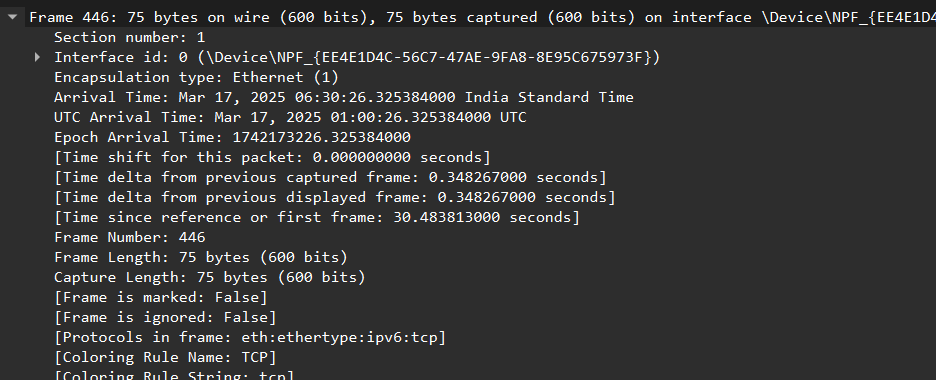 Frame 446: 75 bytes on wire (600 bits), 75 bytes captured (600 bits) on interface \Device\NPF_{EE4E1D4
Section number: 1
Interface id: 0 (\Device\NPF_{EE4E1D4C-56C7-47AE-9FA8-8E95C675973F})
Encapsulation type: Ethernet (1)
Arrival Time: Mar 17, 2025 06:30:26.325384000 India Standard Time
UTC Arrival Time: Mar 17, 2025 01:00:26.325384000 UTC
Epoch Arrival Time: 1742173226.325384000
[Time shift for this packet: 0.000000000 seconds]
[Time delta from previous captured frame: 0.348267000 seconds]
[Time delta from previous displayed frame: 0.348267000 seconds]
[Time since reference or first frame: 30.483813000 seconds]
Frame Number: 446
Frame Length: 75 bytes (600 bits)
Capture Length: 75 bytes (600 bits)
[Frame is marked: False]
[Frame is ignored: False]
[Protocols in frame: eth:ethertype:ipv6:tcp]
[Coloring Rule Name: TCP]
[Coloring Rule String: tcp]